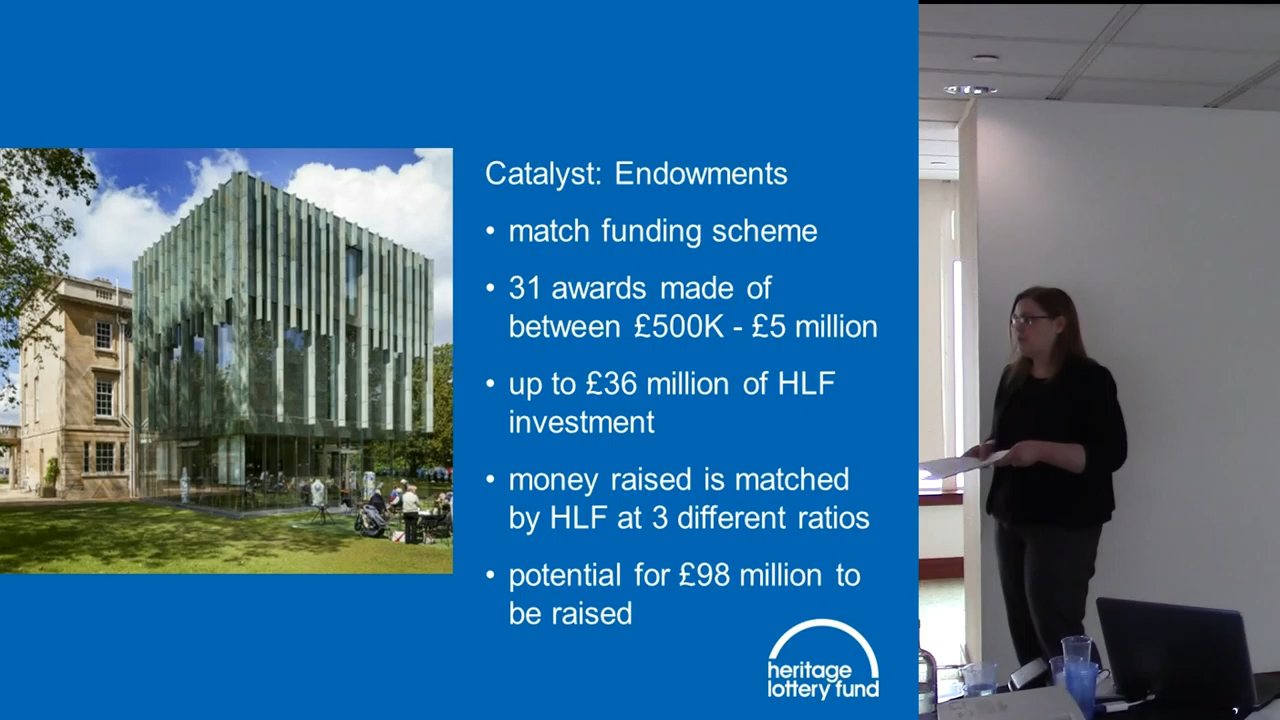 Catalyst: Endowments
• match funding scheme
• 31 awards made of
between £500K - £5 million
• up to £36 million of HLF
investment
• money raised is matched
by HLF at 3 different ratios
• potential for £98 million to
be raised
heritage
lottery fund